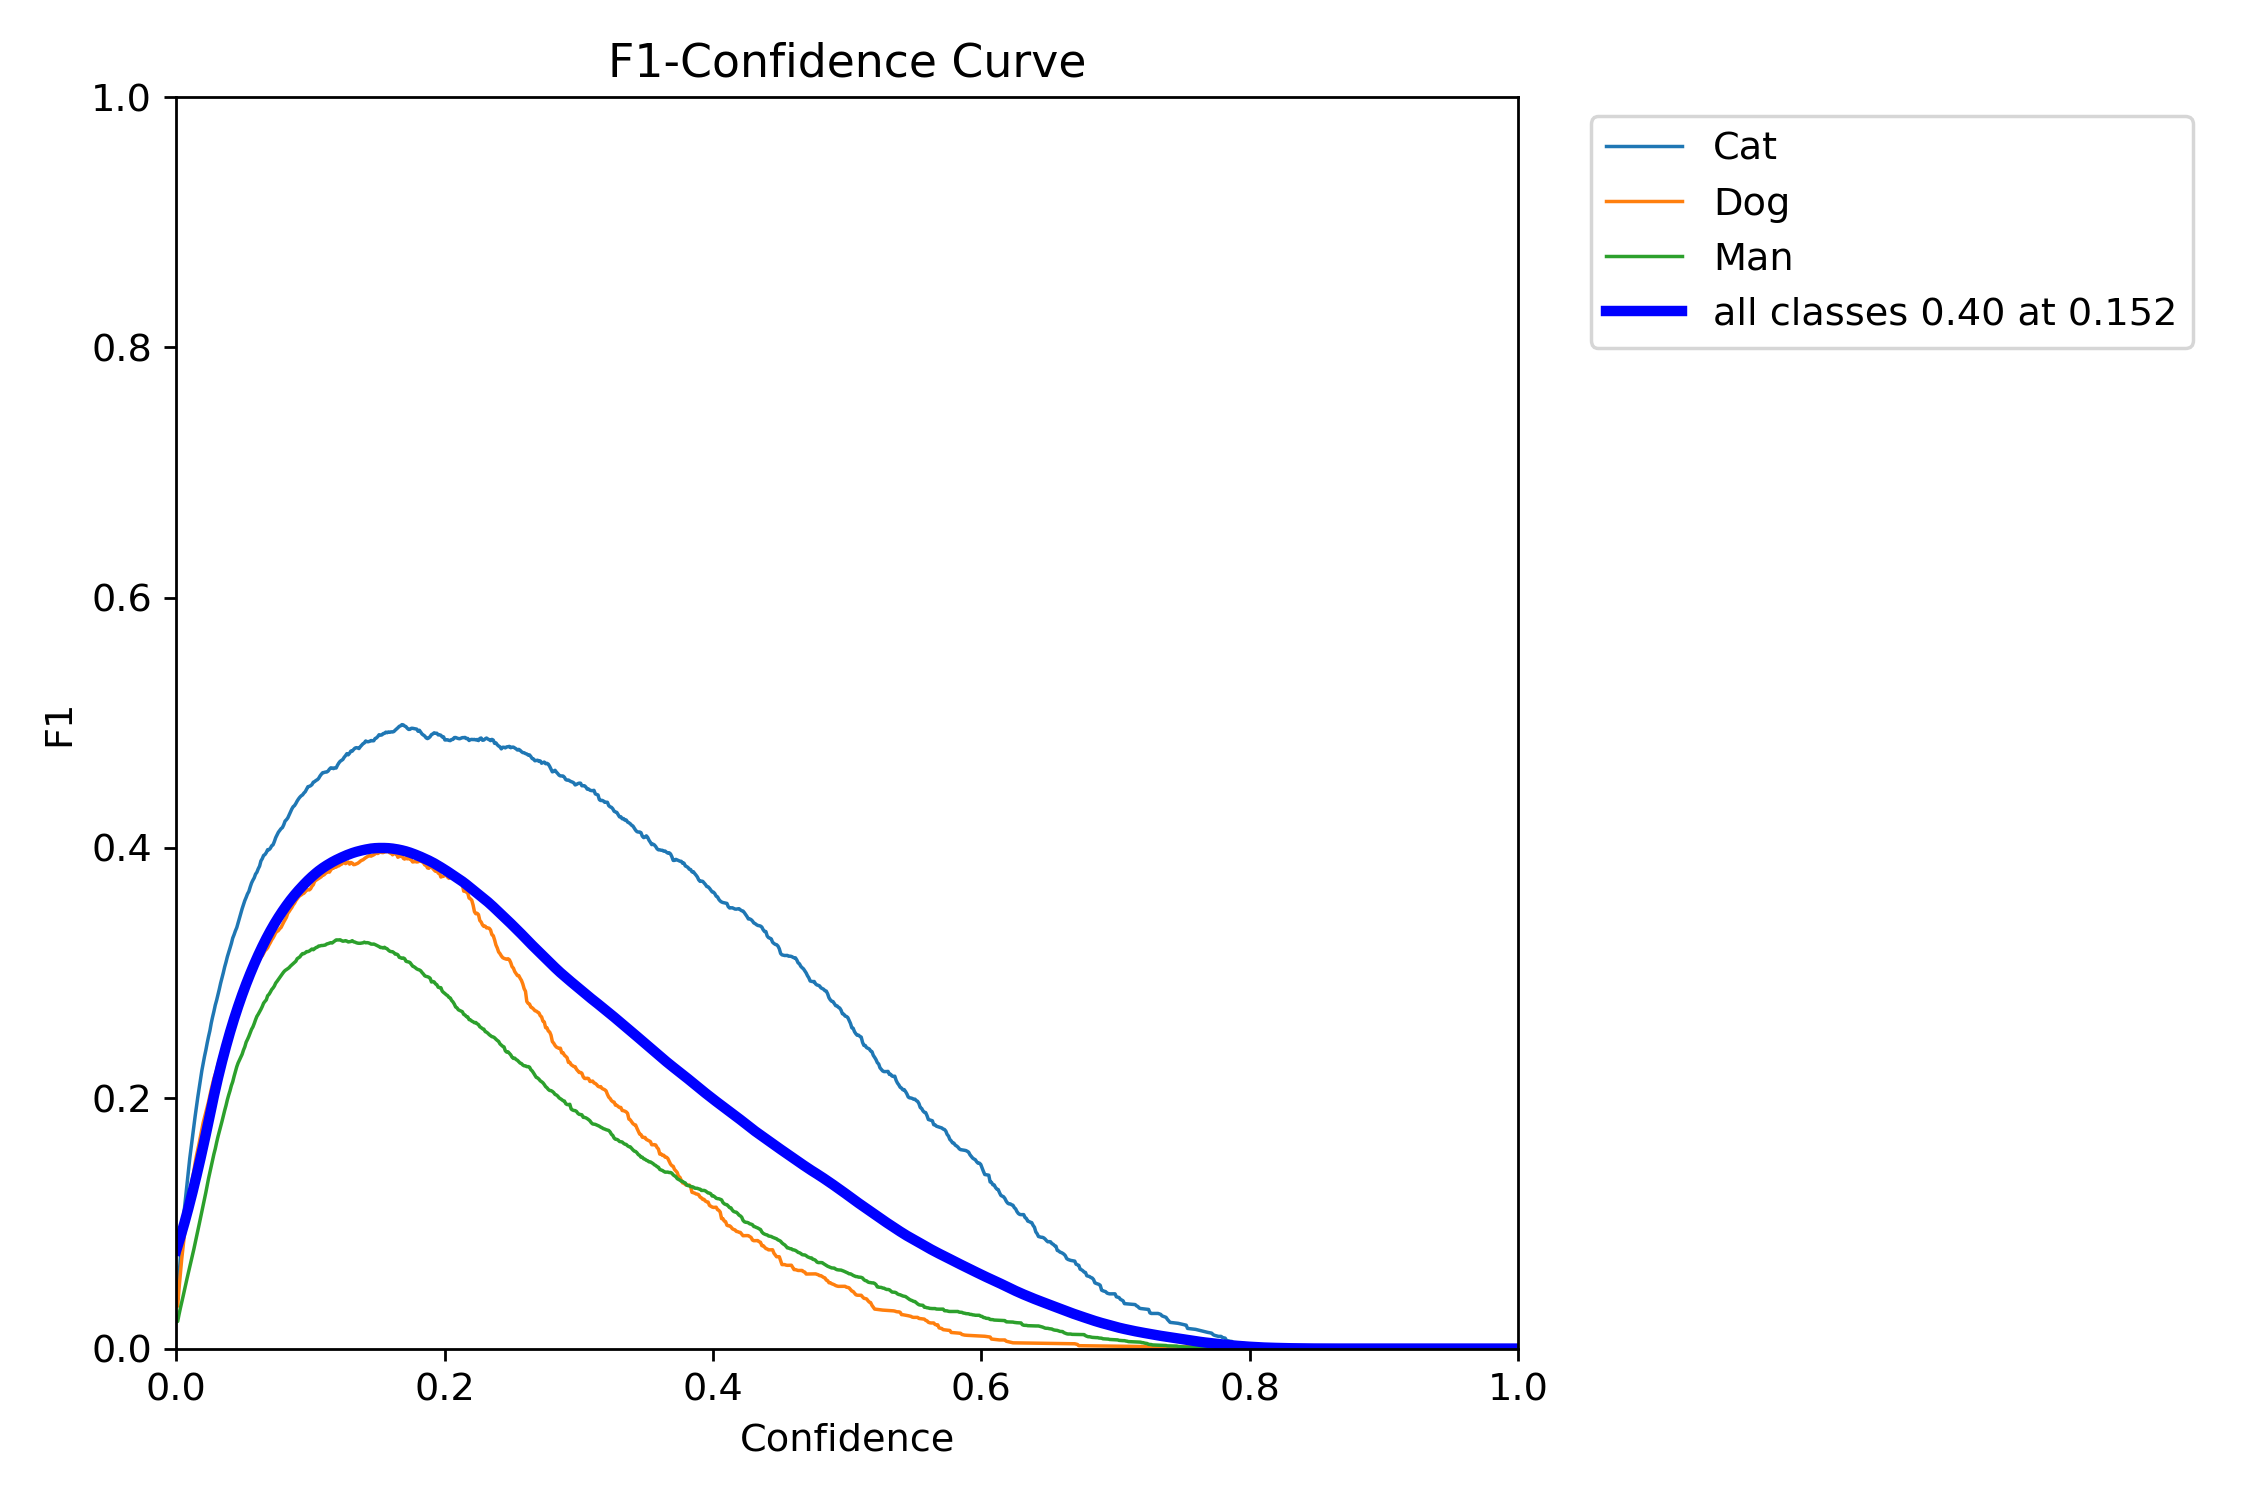 F1-Confidence Curve
1.0
0.8
0.6
0.4
0.2
0.0
F1
0.0 0.2 0.4 0.6 0.8 1.0
Confidence
Cat
Dog
Man
all classes 0.40 at 0.152